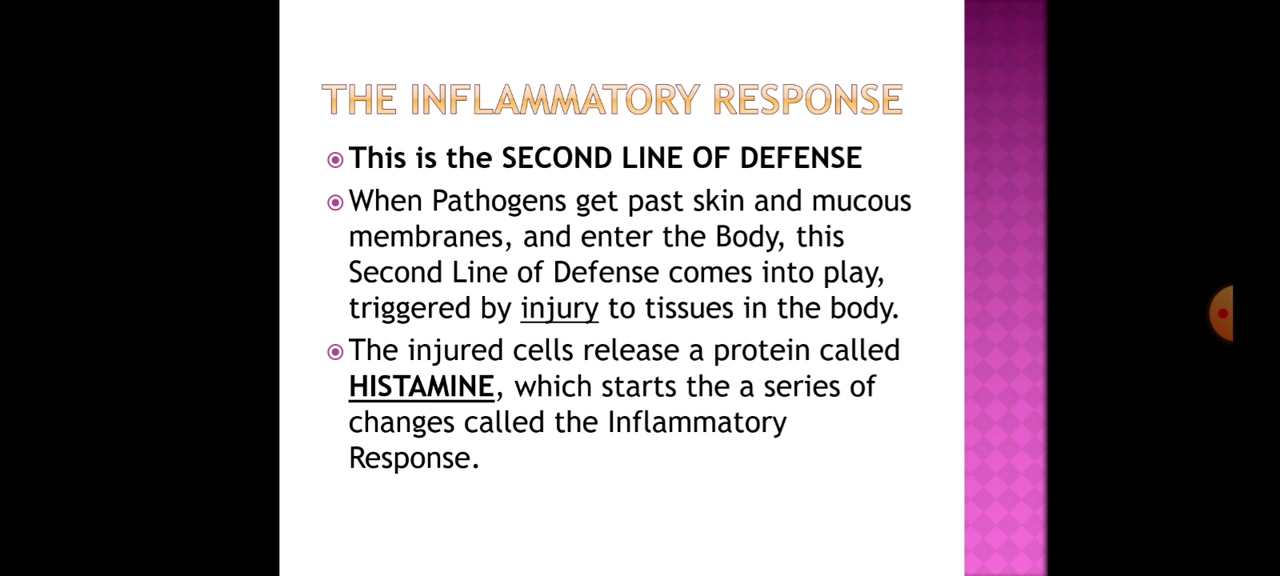 THE INFLAMMATORY RESPONSE
This is the SECOND LINE OF DEFENSE
When Pathogens get past skin and mucous
membranes, and enter the Body, this
Second Line of Defense comes into play,
triggered by injury to tissues in the body.
The injured cells release a protein called
HISTAMINE, which starts the a series of
changes called the Inflammatory
Response.